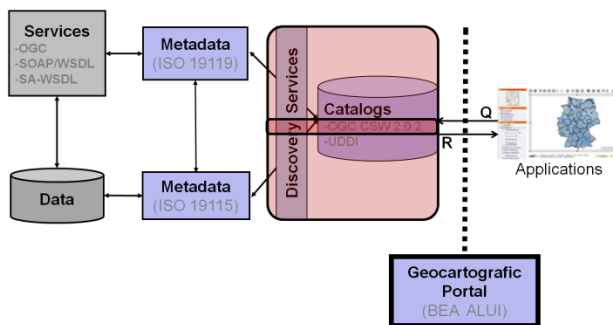 Services
-OGC
-SOAP/WSDL
-SA-WSDL
Metadata
(ISO 19119)
Discovery Services
Catalogs
-OGC CSW 2.0.2
-UDDI
Q
R
Applications
Data
Metadata
(ISO 19115)
Geocartografic
Portal
(BEA ALUI)